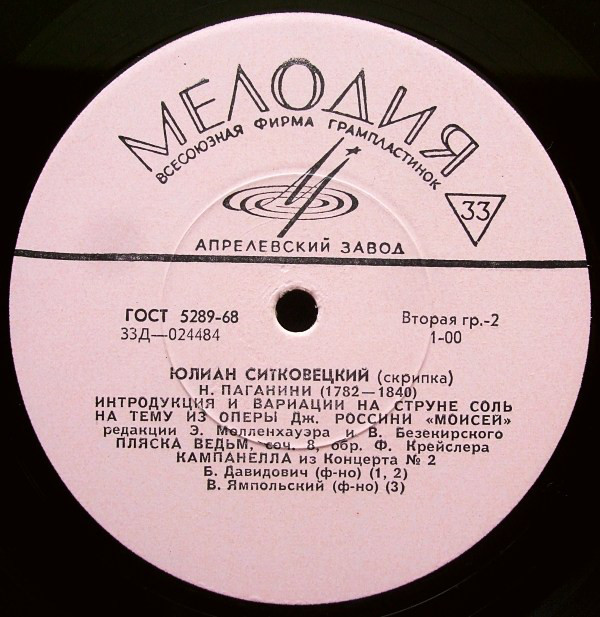 МЕЛОДИЯ
ВСЕСОЮЗНАЯ ФИРМА ГРАМПЛАСТИНОК
33
АПРЕЛЕВСКИЙ ЗАВОД
ГОСТ 5289-68 Вторая гр.-2
33Д—024484 1-00
ЮЛИАН СИТКОВЕЦКИЙ (скрипка)
Н. ПАГАНИНИ (1782—1840)
ИНТРОДУКЦИЯ И ВАРИАЦИИ НА СТРУНЕ СОЛЬ
НА ТЕМУ ИЗ ОПЕРЫ Дж. РОССИНИ «МОИСЕЙ»
редакции Э. Молленхауэра и В. Безекирского
ПЛЯСКА ВЕДЬМ, соч. 8, обр. Ф. Крейслера
КАМПАНЕЛЛА из Концерта № 2
Б. Давидович (ф-но) (1, 2)
В. Ямпольский (ф-но) (3)